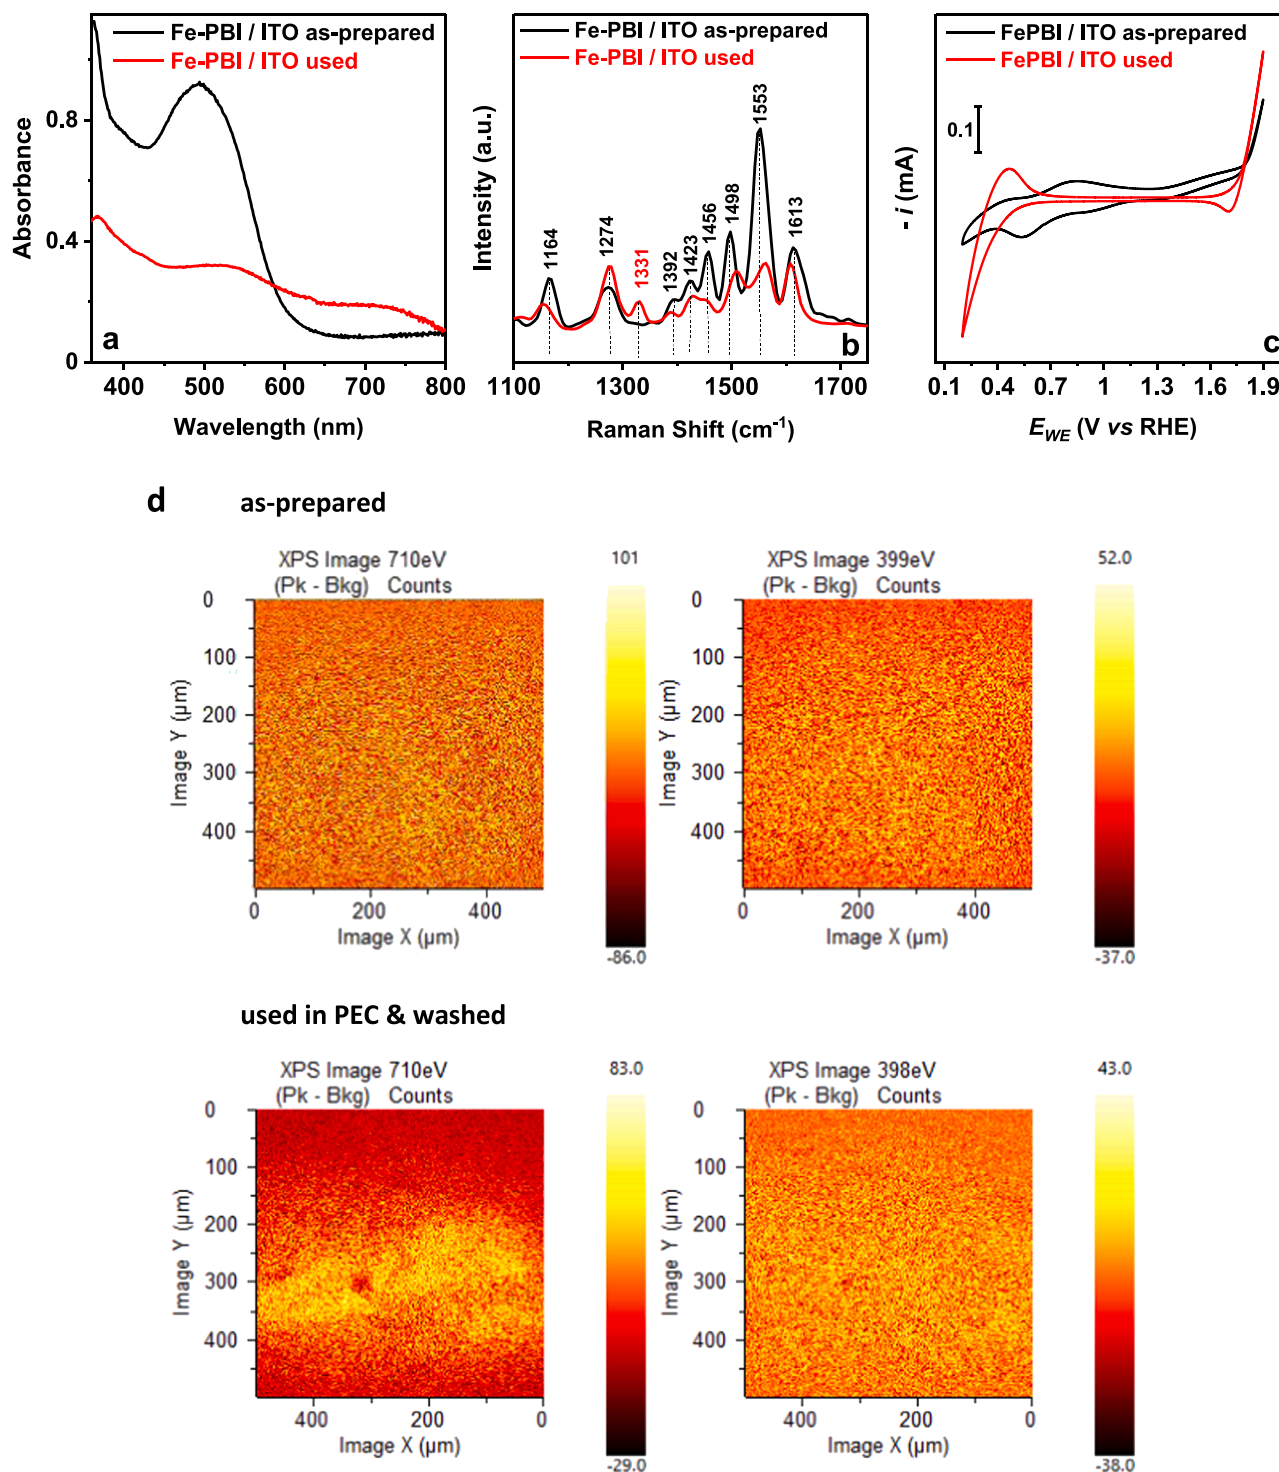 Fe-PBI / ITO as-prepared
Fe-PBI / ITO used
0.8
0.4
0
Absorbance
a
400 500 600 700 800
Wavelength (nm)
Fe-PBI / ITO as-prepared
Fe-PBI / ITO used
1164
1274
1331
1392
1423
1456
1498
1553
1613
Intensity (a.u.)
b
1100 1300 1500 1700
Raman Shift (cm⁻¹)
FePBI / ITO as-prepared
FePBI / ITO used
0.1
- i (mA)
c
0.1 0.4 0.7 1 1.3 1.6 1.9
E_WE (V vs RHE)
d as-prepared
XPS Image 710eV
(Pk - Bkg) Counts
101
0
100
200
300
400
Image Y (µm)
0 200 400
Image X (µm)
-86.0
XPS Image 399eV
(Pk - Bkg) Counts
52.0
0
100
200
300
400
Image Y (µm)
0 200 400
Image X (µm)
-37.0
used in PEC & washed
XPS Image 710eV
(Pk - Bkg) Counts
83.0
0
100
200
300
400
Image Y (µm)
400 200 0
Image X (µm)
-29.0
XPS Image 398eV
(Pk - Bkg) Counts
43.0
0
100
200
300
400
Image Y (µm)
400 200 0
Image X (µm)
-38.0